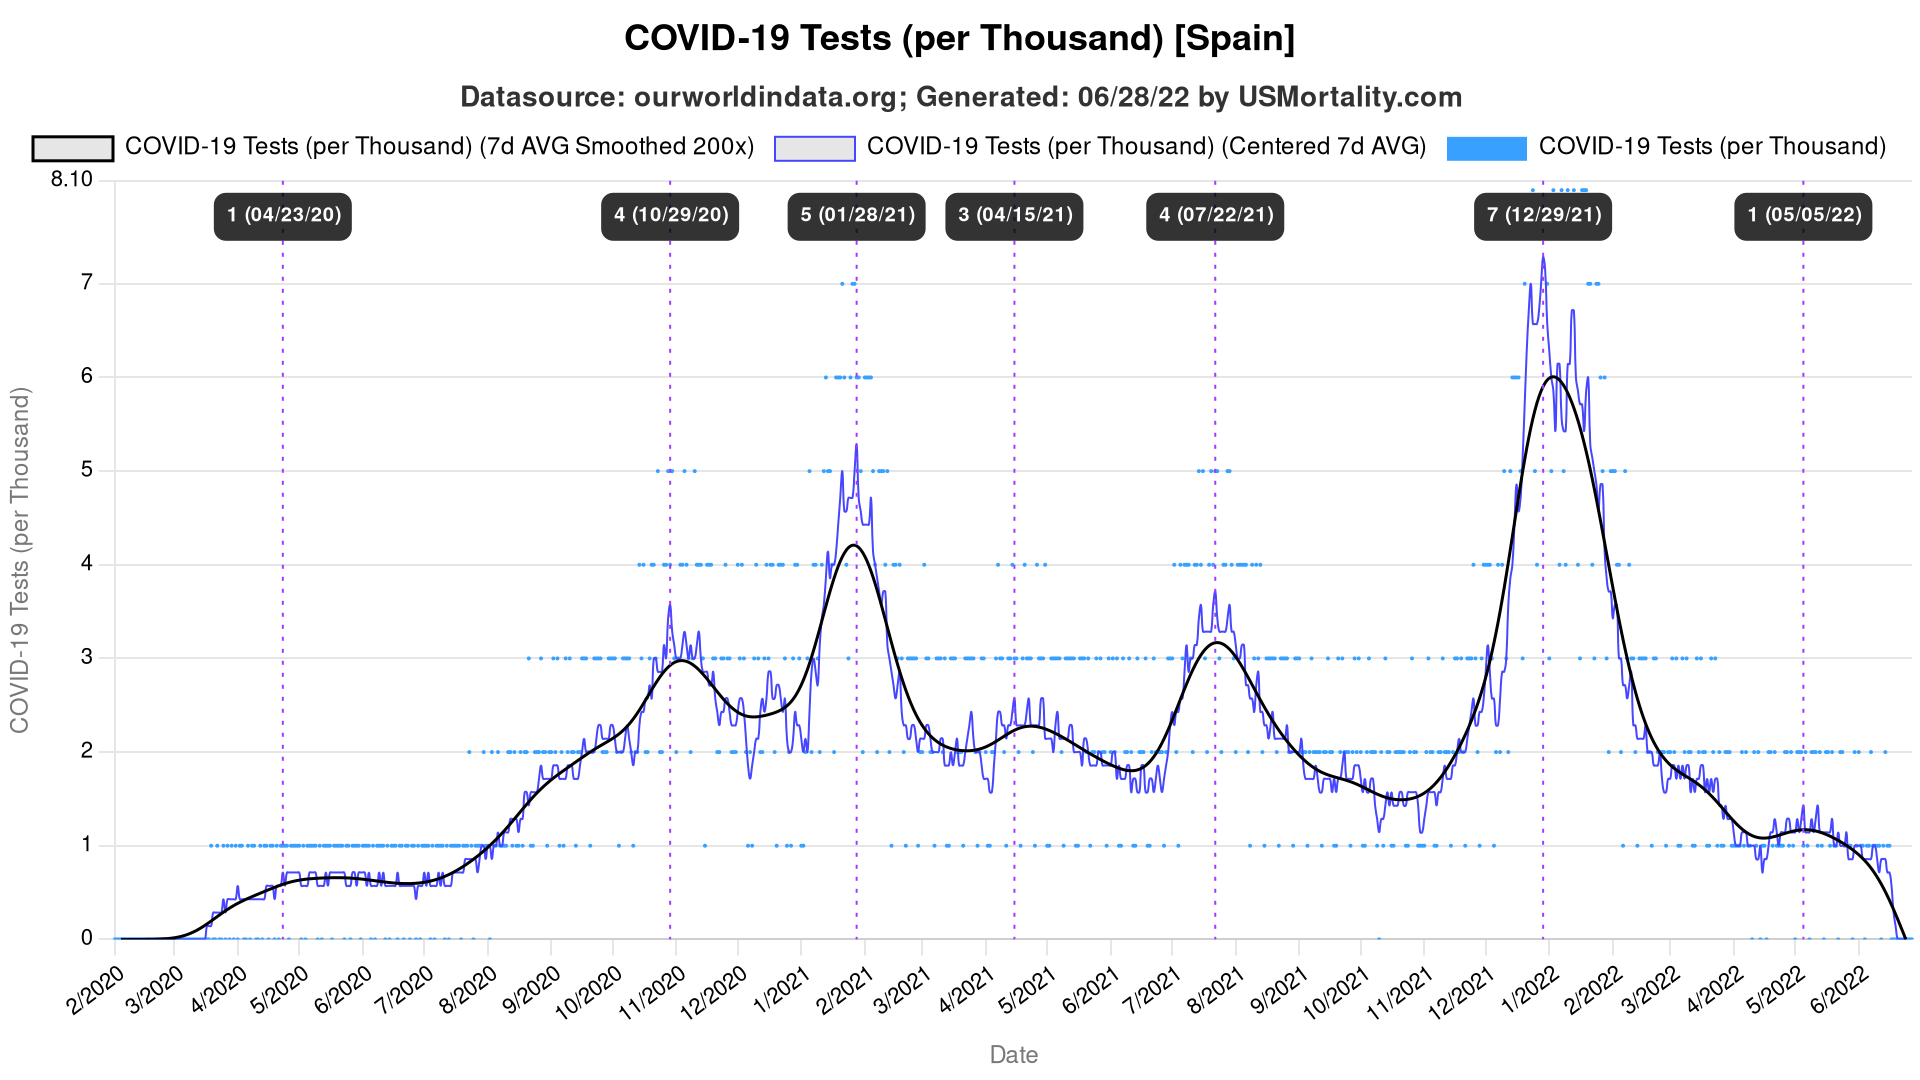 COVID-19 Tests (per Thousand) [Spain]
Datasource: ourworldindata.org; Generated: 06/28/22 by USMortality.com
COVID-19 Tests (per Thousand) (7d AVG Smoothed 200x) COVID-19 Tests (per Thousand) (Centered 7d AVG) COVID-19 Tests (per Thousand)
8.10
1 (04/23/20) 4 (10/29/20) 5 (01/28/21) 3 (04/15/21) 4 (07/22/21) 7 (12/29/21) 1 (05/05/22)
7
6
5
4
3
2
1
0
COVID-19 Tests (per Thousand)
2/2020 3/2020 4/2020 5/2020 6/2020 7/2020 8/2020 9/2020 10/2020 11/2020 12/2020 1/2021 2/2021 3/2021 4/2021 5/2021 6/2021 7/2021 8/2021 9/2021 10/2021 11/2021 12/2021 1/2022 2/2022 3/2022 4/2022 5/2022 6/2022
Date